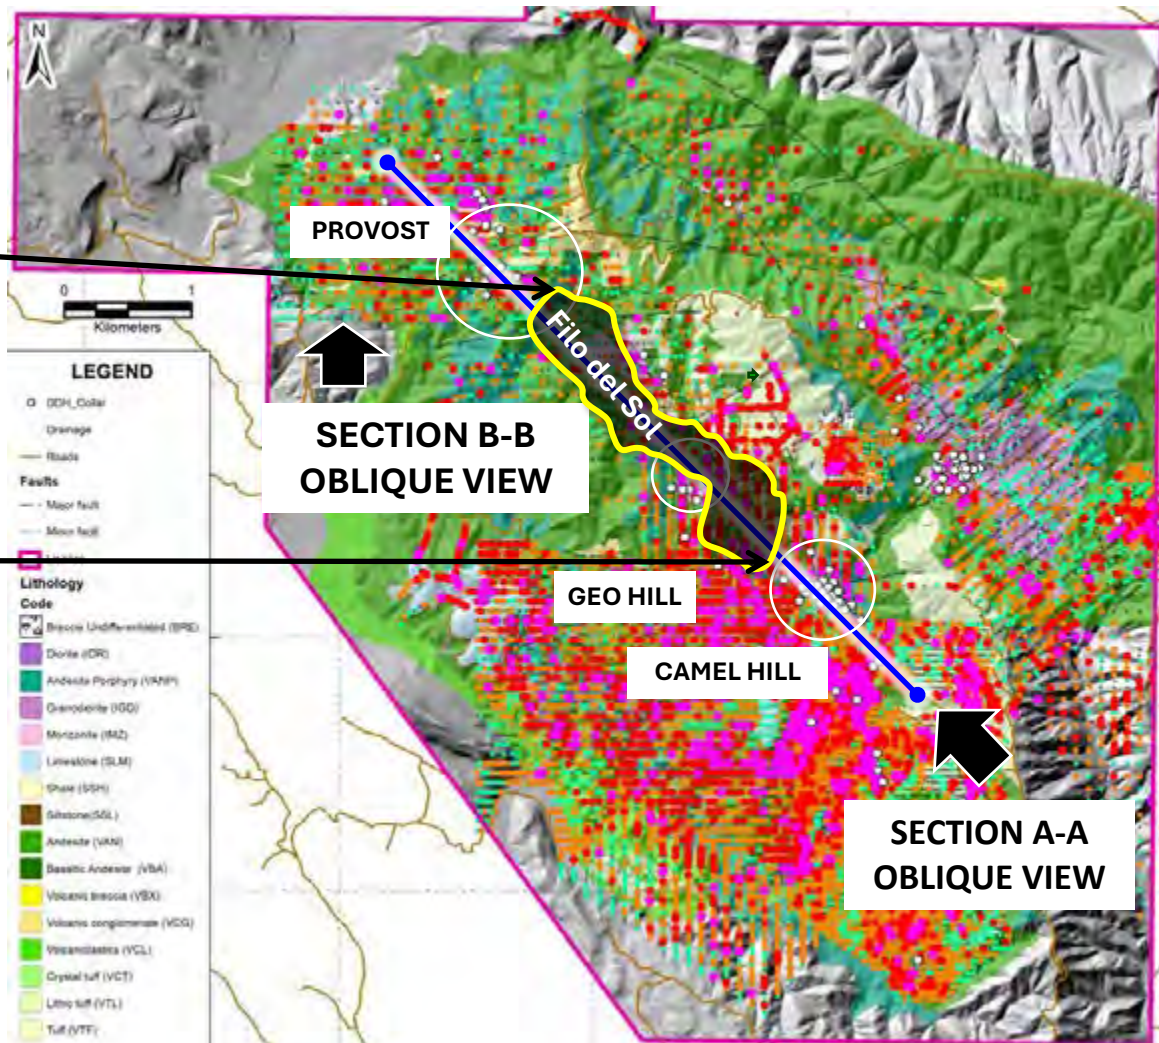 N
PROVOST
0 1
Kilometers
Filo del Sol
SECTION B-B
OBLIQUE VIEW
GEO HILL
CAMEL HILL
SECTION A-A
OBLIQUE VIEW
LEGEND
DDH_Collar
Drainage
Roads
Faults
Major fault
Minor fault
Lithology
Code
Breccia Undifferentiated (BRE)
Diorite (IDR)
Andesite Porphyry (VANP)
Granodiorite (IGD)
Monzonite (IMZ)
Limestone (SLM)
Shale (SSH)
Siltstone(SSL)
Andesite (VAN)
Basaltic Andesite (VBA)
Volcanic breccia (VBX)
Volcanic conglomerate (VCG)
Volcaniclastics (VCL)
Crystal tuff (VCT)
Lithic tuff (VTL)
Tuff (VTF)